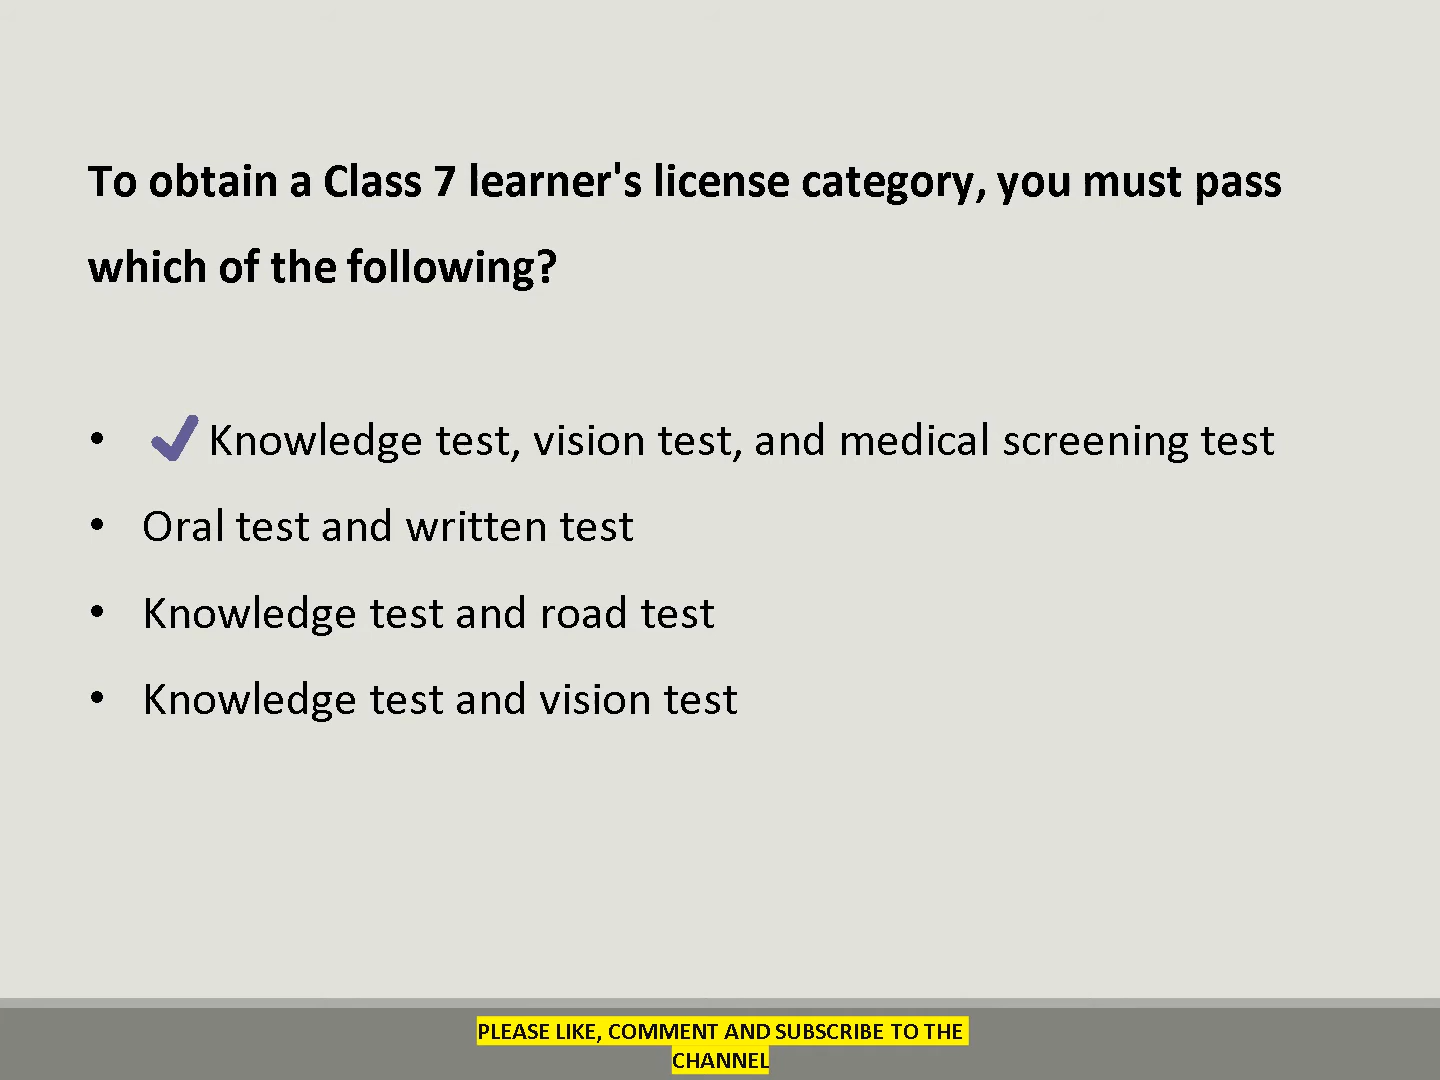 To obtain a Class 7 learner's license category, you must pass
which of the following?
• ✔Knowledge test, vision test, and medical screening test
• Oral test and written test
• Knowledge test and road test
• Knowledge test and vision test
PLEASE LIKE, COMMENT AND SUBSCRIBE TO THE
CHANNEL